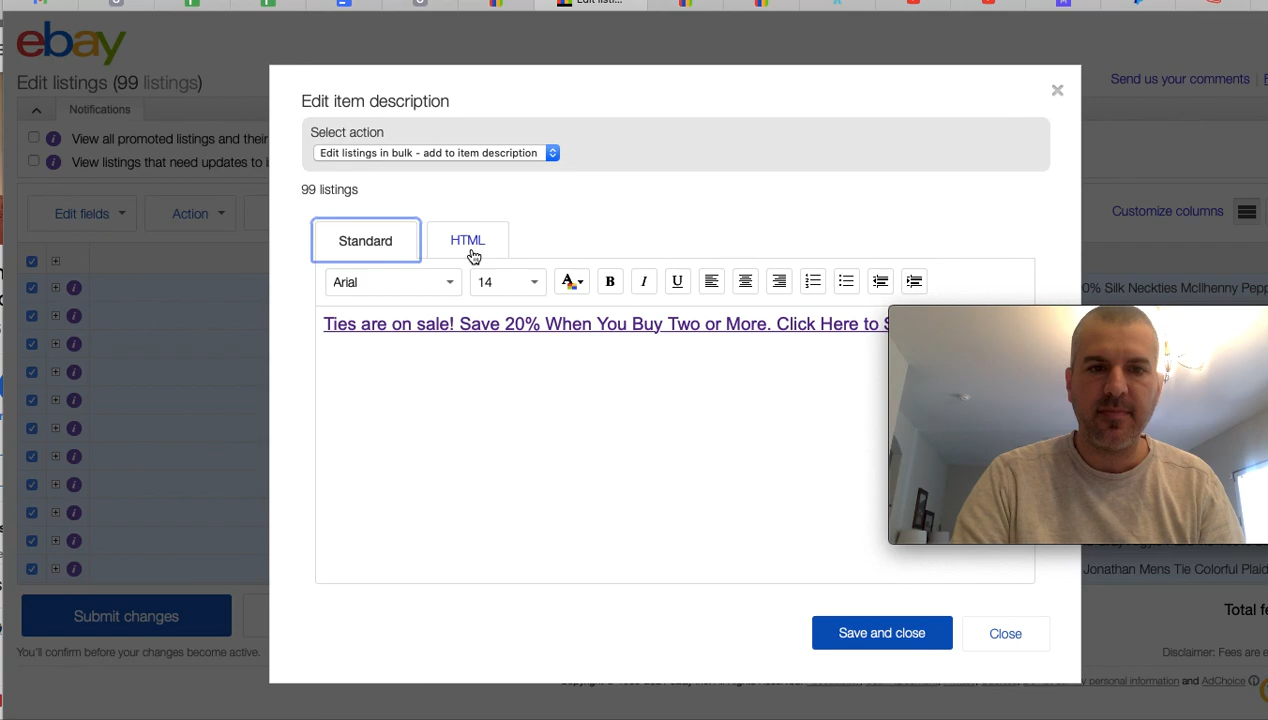 Edit listi...
ebay
Edit listings (99 listings)
Send us your comments
Notifications
View all promoted listings and their
View listings that need updates to
Edit fields
Action
Customize columns
Edit item description
Select action
Edit listings in bulk - add to item description
99 listings
Standard
HTML
Arial
14
A
B
I
U
Ties are on sale! Save 20% When You Buy Two or More. Click Here to
0% Silk Neckties McIlhenny Pepp
Jonathan Mens Tie Colorful Plaid
Submit changes
You'll confirm before your changes become active.
Total fe
Disclaimer: Fees are e
Save and close
Close
personal information and AdChoice